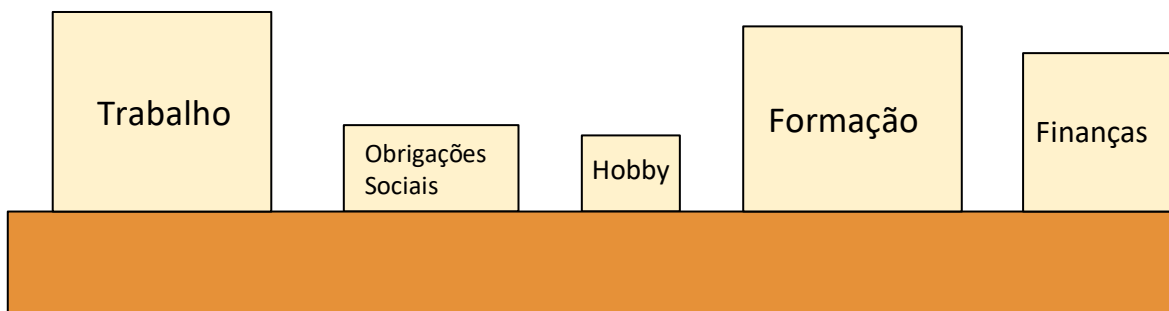 Trabalho
Obrigações
Sociais
Hobby
Formação
Finanças